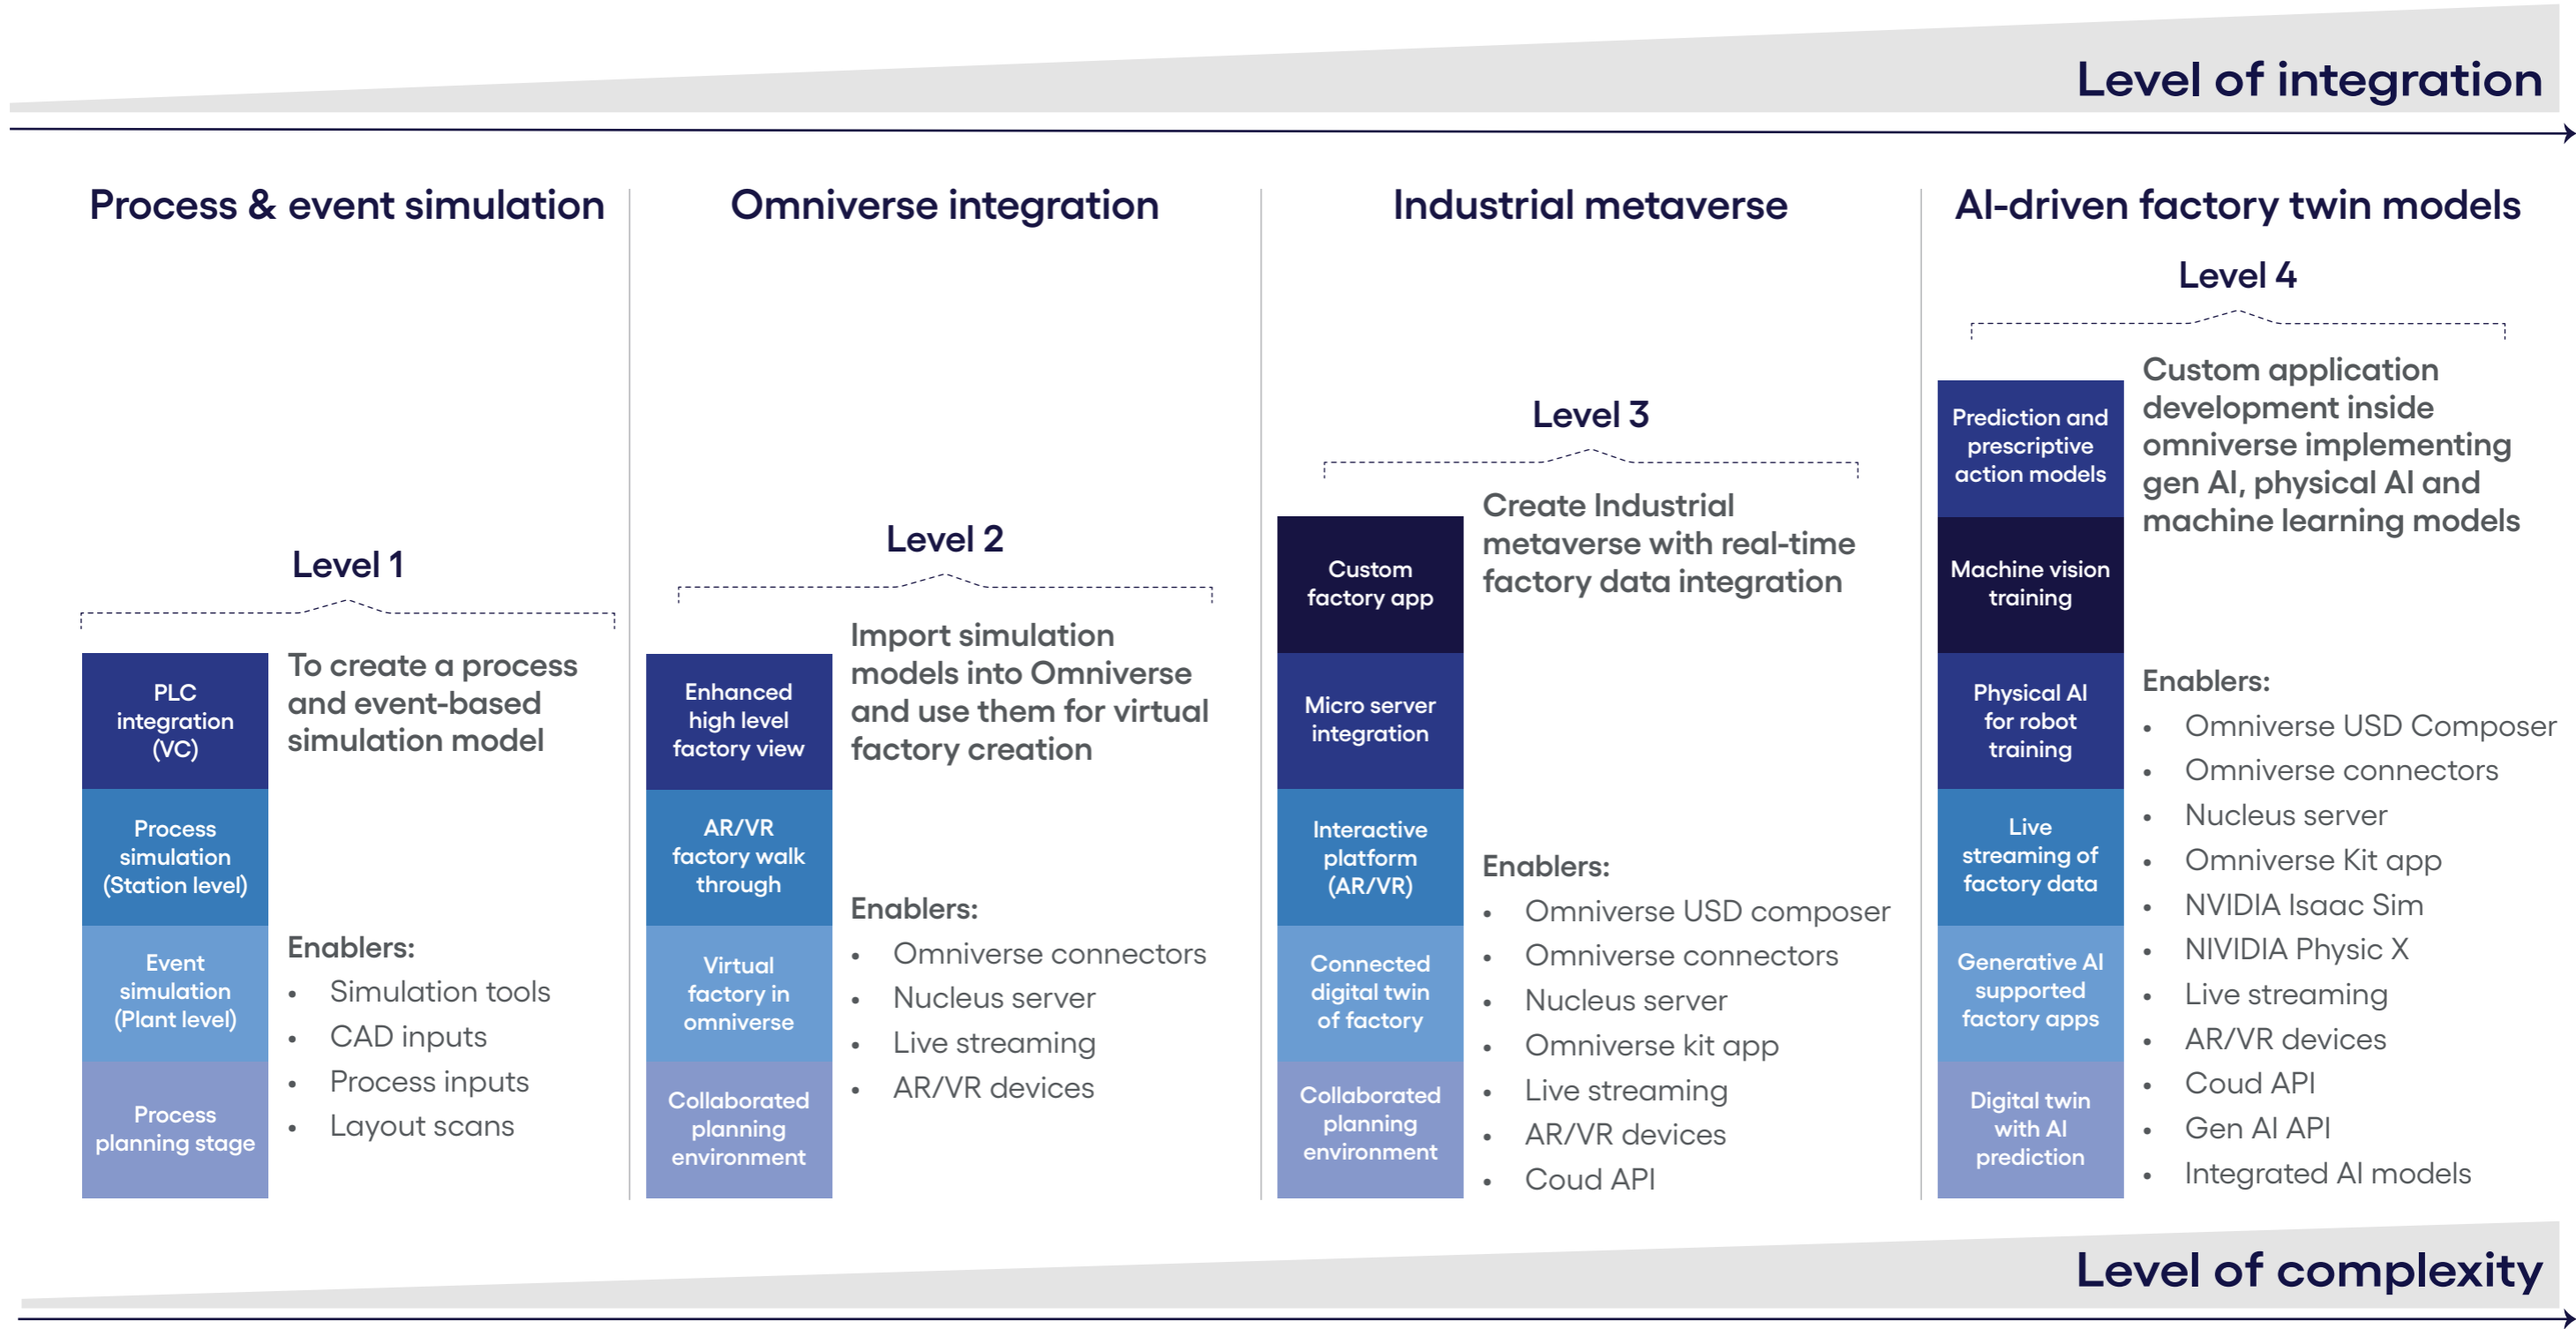 Level of integration
Process & event simulation
Level 1
PLC
integration
(VC)
Process
simulation
(Station level)
Event
simulation
(Plant level)
Process
planning stage
To create a process
and event-based
simulation model
Enablers:
• Simulation tools
• CAD inputs
• Process inputs
• Layout scans
Omniverse integration
Level 2
Enhanced
high level
factory view
AR/VR
factory walk
through
Virtual
factory in
omniverse
Collaborated
planning
environment
Import simulation
models into Omniverse
and use them for virtual
factory creation
Enablers:
• Omniverse connectors
• Nucleus server
• Live streaming
• AR/VR devices
Industrial metaverse
Level 3
Custom
factory app
Micro server
integration
Interactive
platform
(AR/VR)
Connected
digital twin
of factory
Collaborated
planning
environment
Create Industrial
metaverse with real-time
factory data integration
Enablers:
• Omniverse USD composer
• Omniverse connectors
• Nucleus server
• Omniverse kit app
• Live streaming
• AR/VR devices
• Coud API
AI-driven factory twin models
Level 4
Prediction and
prescriptive
action models
Machine vision
training
Physical AI
for robot
training
Live
streaming of
factory data
Generative AI
supported
factory apps
Digital twin
with AI
prediction
Custom application
development inside
omniverse implementing
gen AI, physical AI and
machine learning models
Enablers:
• Omniverse USD Composer
• Omniverse connectors
• Nucleus server
• Omniverse Kit app
• NVIDIA Isaac Sim
• NIVIDIA Physic X
• Live streaming
• AR/VR devices
• Coud API
• Gen AI API
• Integrated AI models
Level of complexity